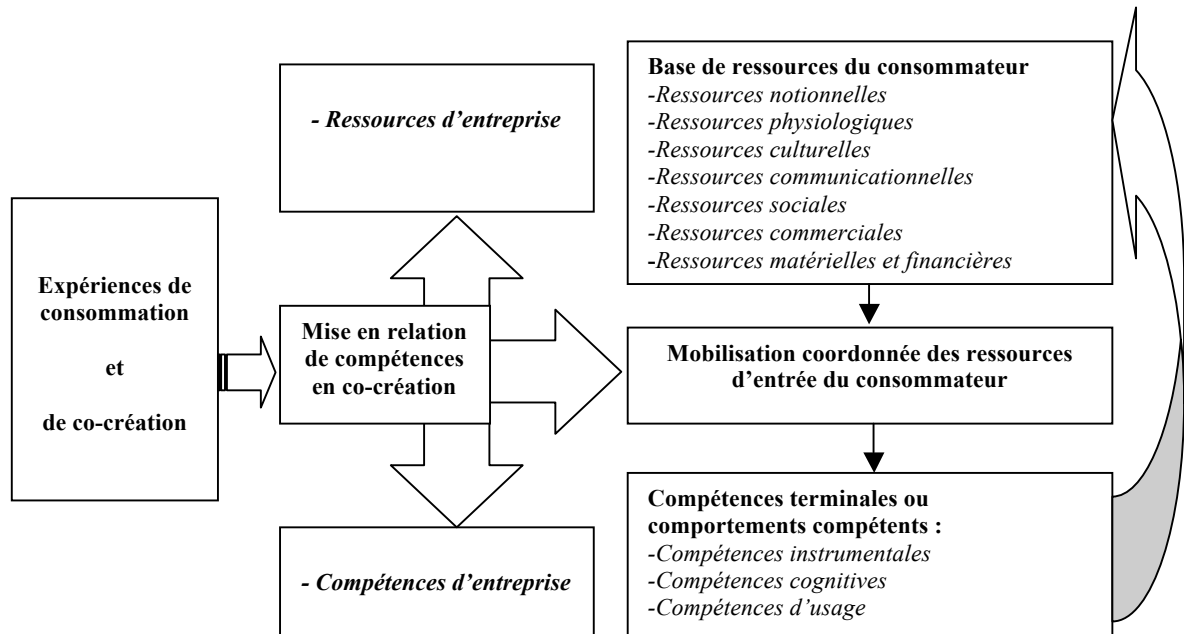 Expériences de
consommation
et
de co-création
- Ressources d’entreprise
Mise en relation
de compétences
en co-création
- Compétences d’entreprise
Base de ressources du consommateur
-Ressources notionnelles
-Ressources physiologiques
-Ressources culturelles
-Ressources communicationnelles
-Ressources sociales
-Ressources commerciales
-Ressources matérielles et financières
Mobilisation coordonnée des ressources
d’entrée du consommateur
Compétences terminales ou
comportements compétents :
-Compétences instrumentales
-Compétences cognitives
-Compétences d’usage